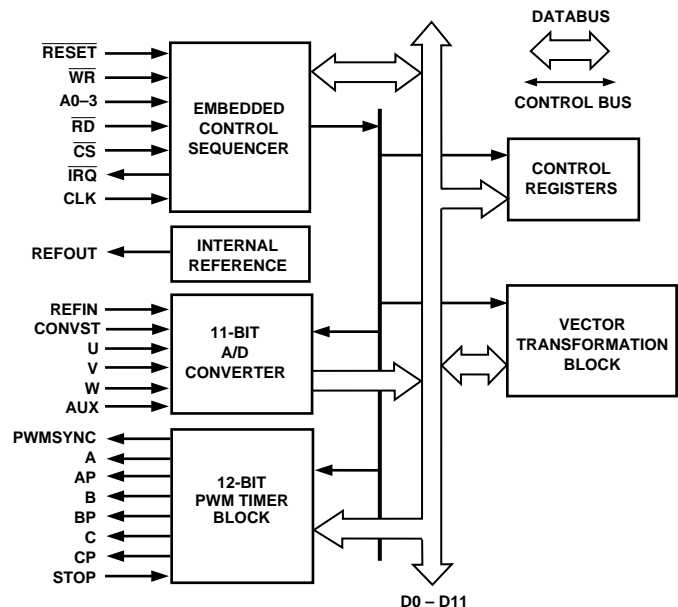 RESET
WR
A0–3
RD
CS
IRQ
CLK
EMBEDDED
CONTROL
SEQUENCER
DATABUS
CONTROL BUS
CONTROL
REGISTERS
REFOUT
INTERNAL
REFERENCE
REFIN
CONVST
U
V
W
AUX
11-BIT
A/D
CONVERTER
VECTOR
TRANSFORMATION
BLOCK
PWMSYNC
A
AP
B
BP
C
CP
STOP
12-BIT
PWM TIMER
BLOCK
D0 – D11